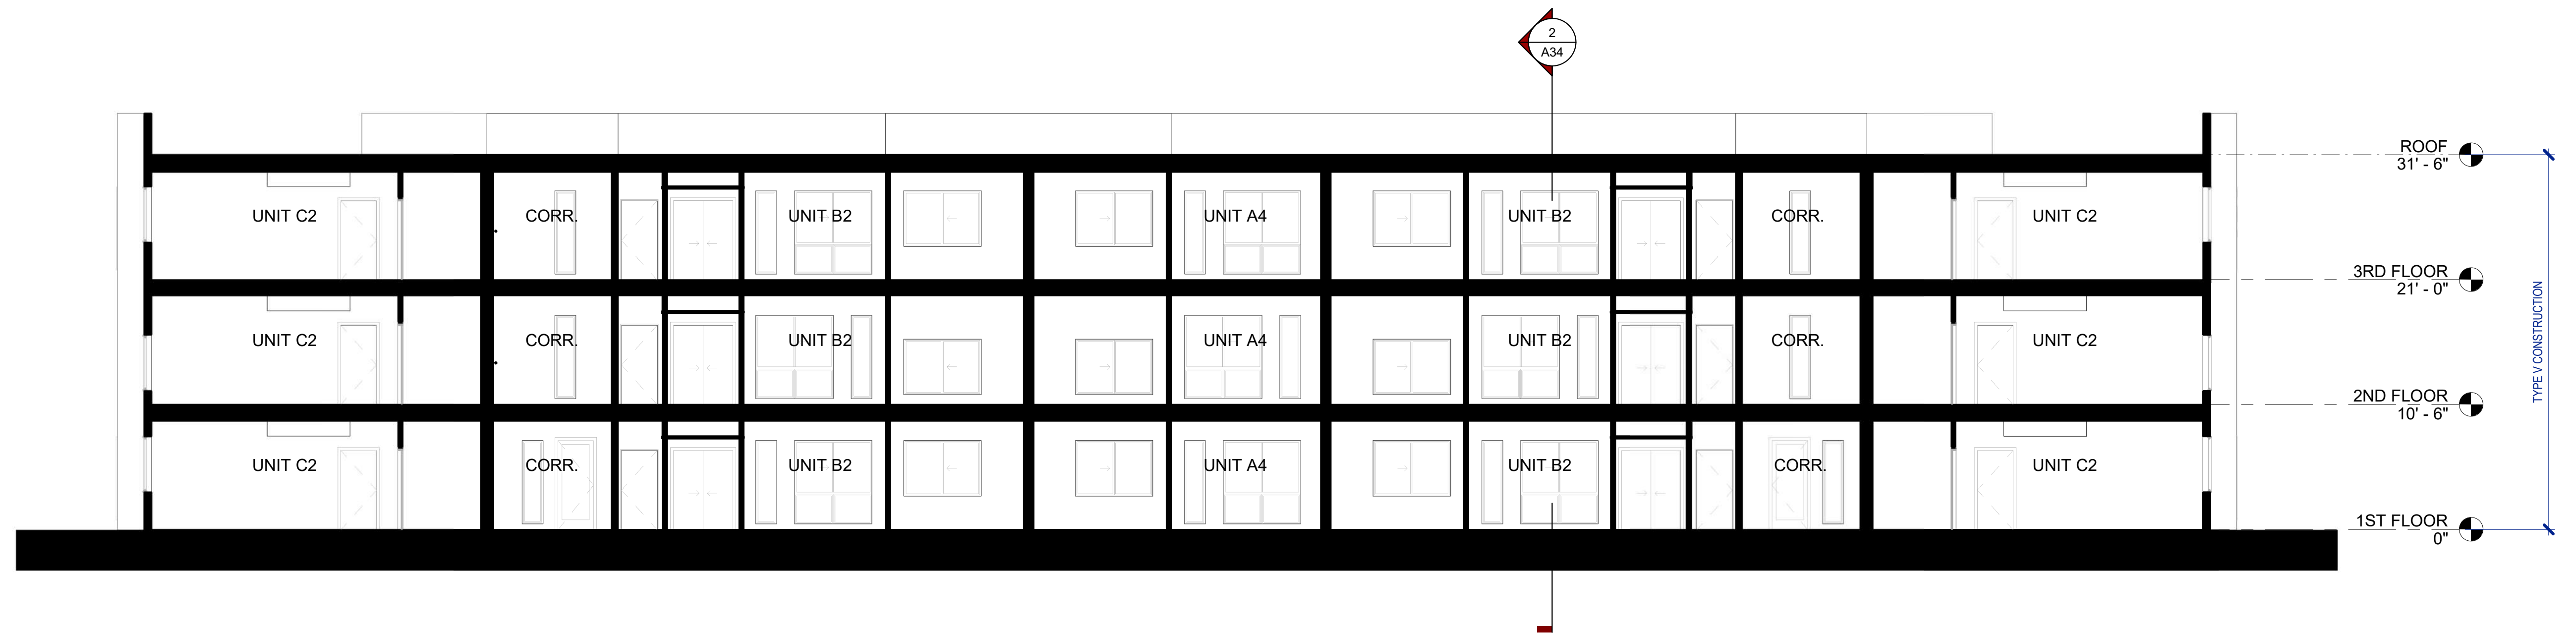 2
A34
ROOF
31' - 6"
UNIT C2 CORR. UNIT B2 UNIT A4 UNIT B2 CORR. UNIT C2
3RD FLOOR
21' - 0"
UNIT C2 CORR. UNIT B2 UNIT A4 UNIT B2 CORR. UNIT C2
TYPE V CONSTRUCTION
2ND FLOOR
10' - 6"
UNIT C2 CORR. UNIT B2 UNIT A4 UNIT B2 CORR. UNIT C2
1ST FLOOR
0"